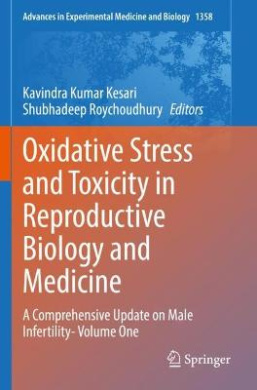 Advances in Experimental Medicine and Biology 1358
Kavindra Kumar Kesari
Shubhadeep Roychoudhury Editors
Oxidative Stress
and Toxicity in
Reproductive
Biology and
Medicine
A Comprehensive Update on Male
Infertility- Volume One
Springer